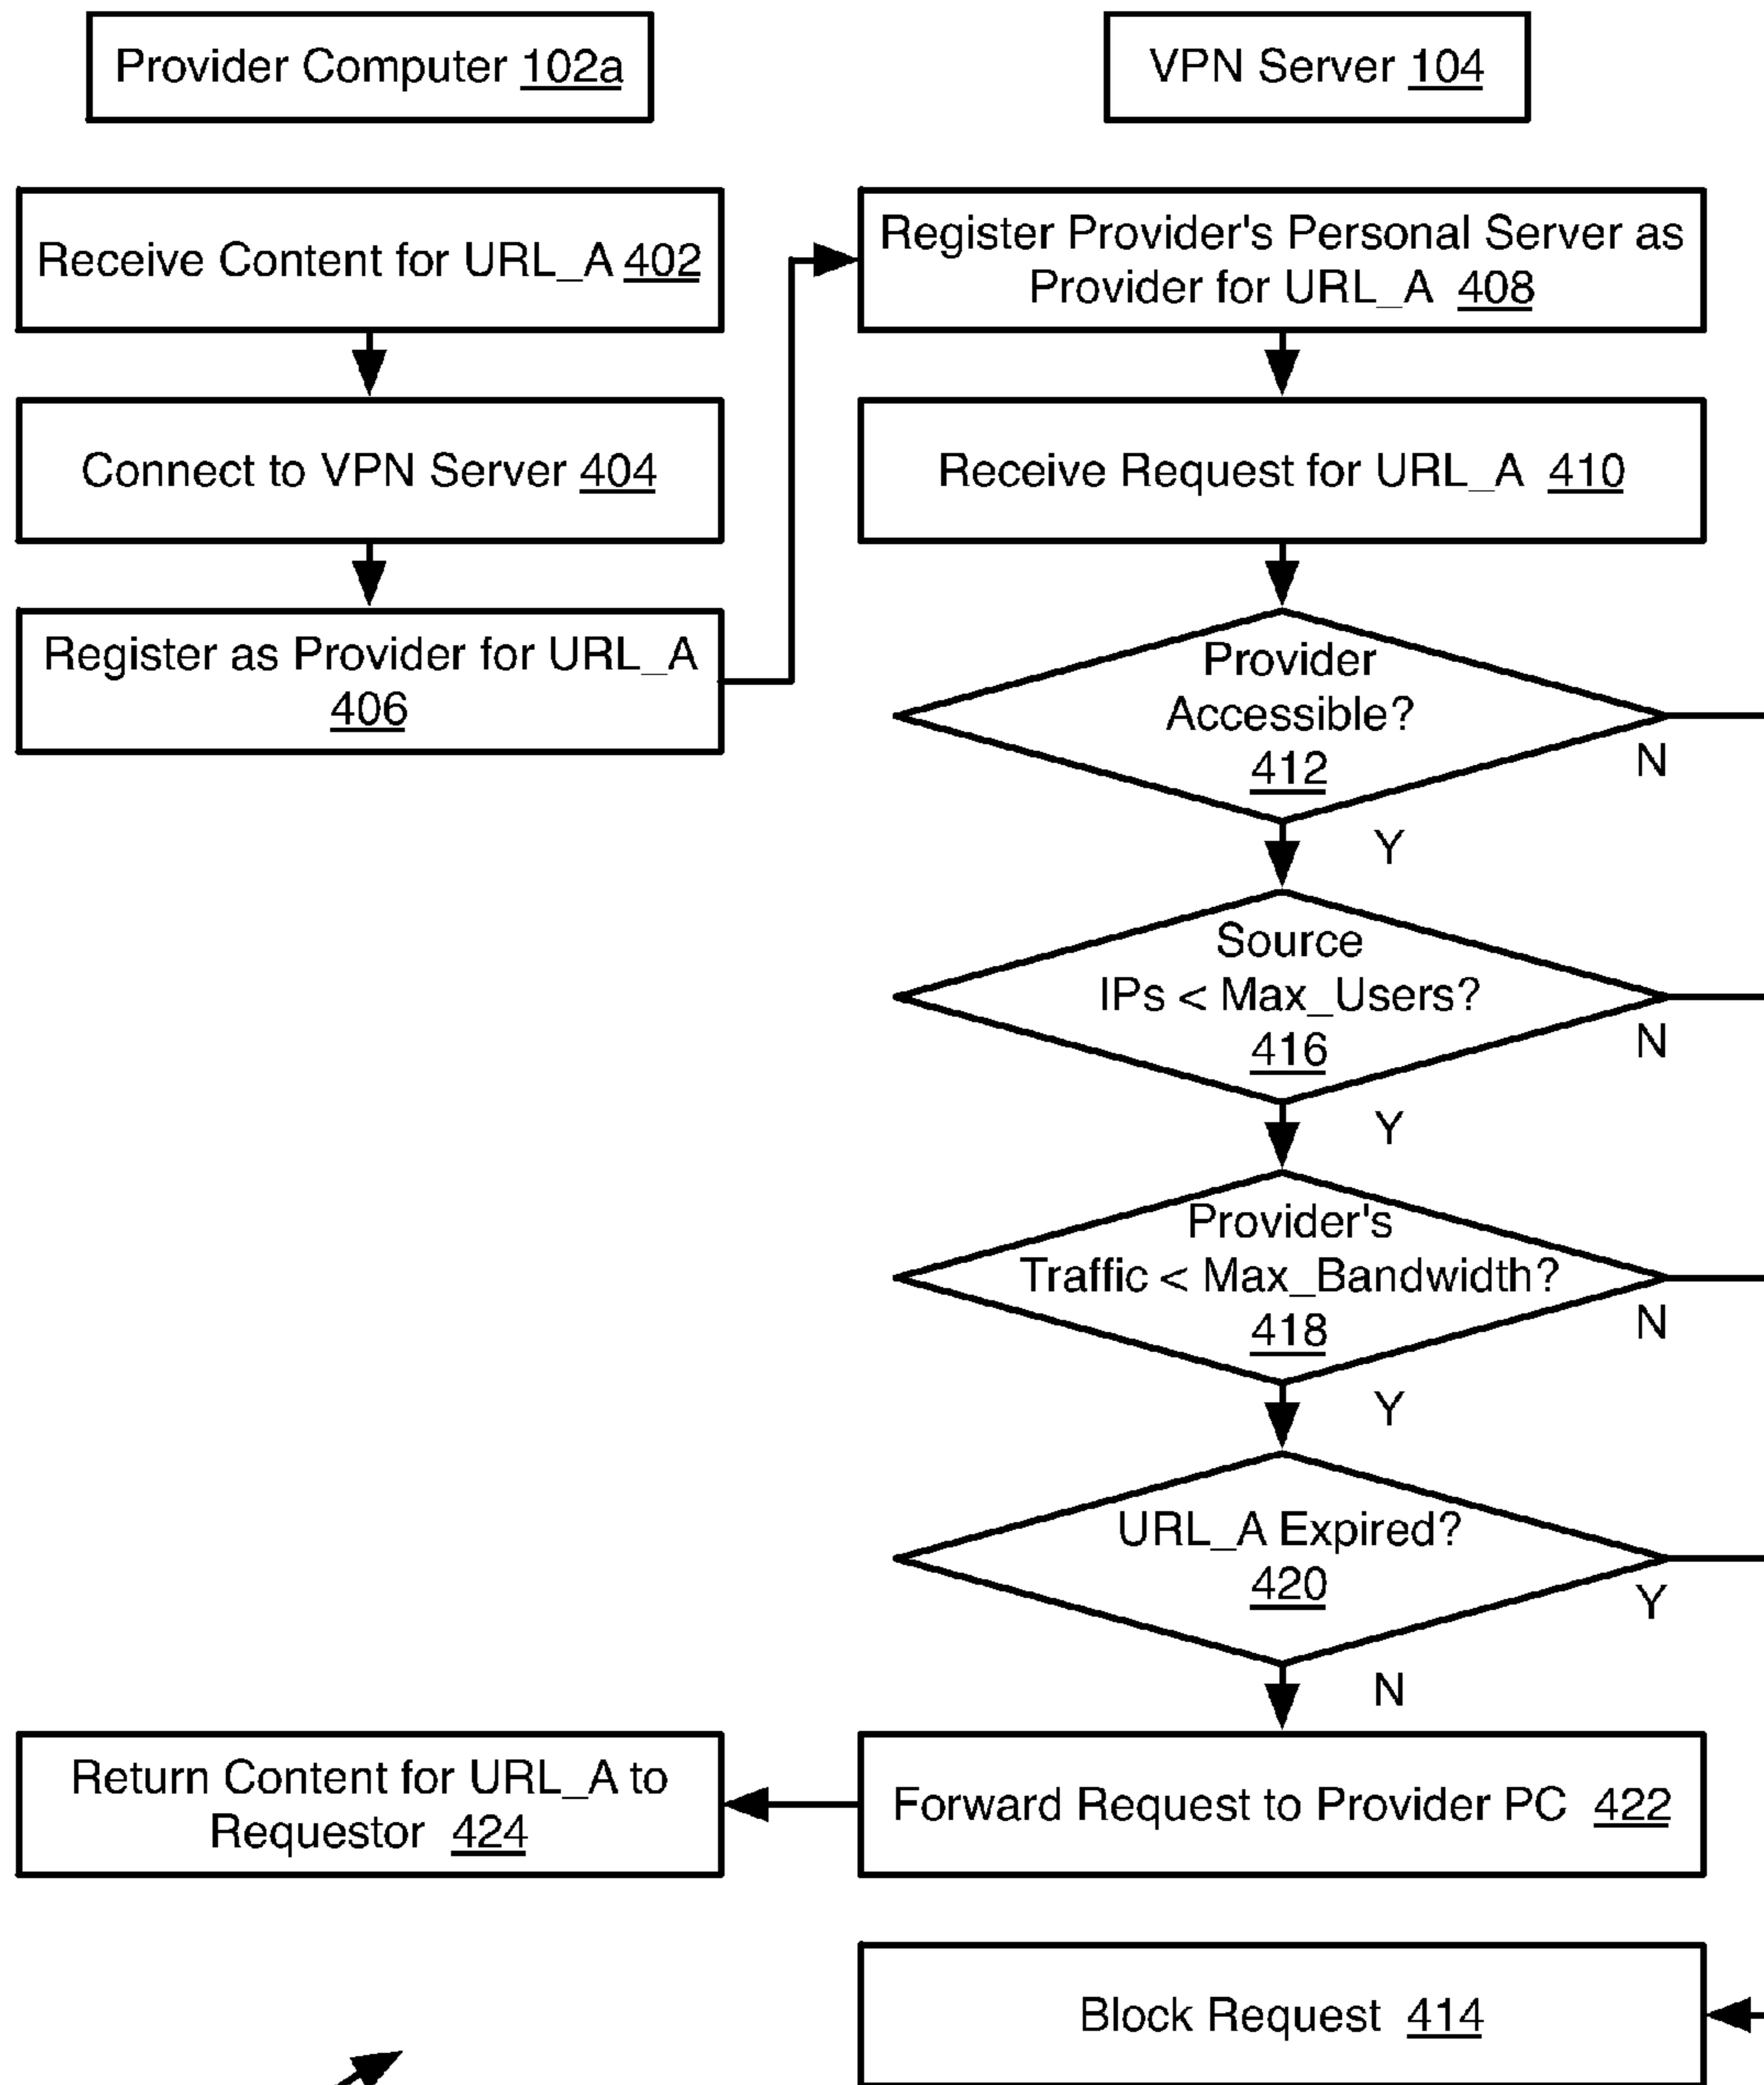 Provider Computer 102a
VPN Server 104
Receive Content for URL_A 402
Connect to VPN Server 404
Register as Provider for URL_A
406
Register Provider's Personal Server as
Provider for URL_A 408
Receive Request for URL_A 410
Provider
Accessible?
412
N
Y
Source
IPs < Max_Users?
416
N
Y
Provider's
Traffic < Max_Bandwidth?
418
N
Y
URL_A Expired?
420
Y
N
Forward Request to Provider PC 422
Return Content for URL_A to
Requestor 424
Block Request 414